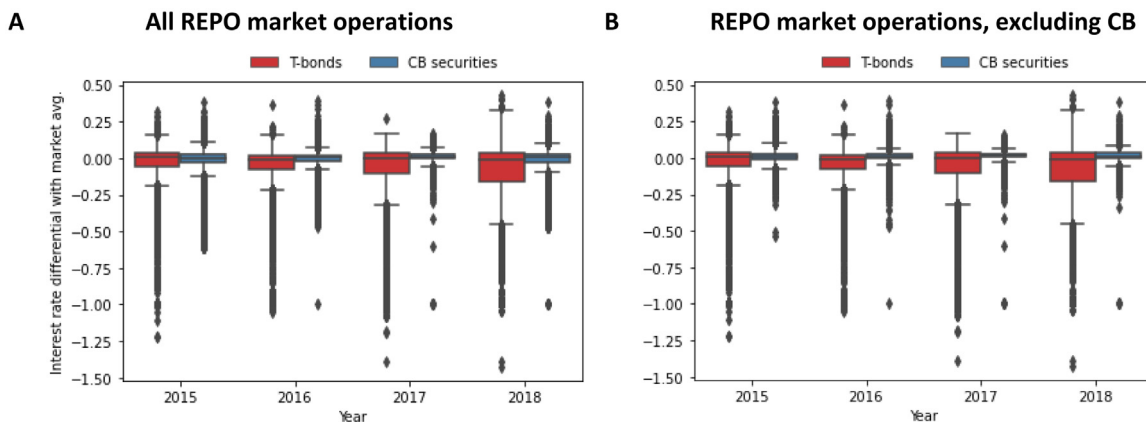 A All REPO market operations
T-bonds CB securities
0.50
0.25
0.00
−0.25
−0.50
−0.75
−1.00
−1.25
−1.50
Interest rate differential with market avg.
2015 2016 2017 2018
Year
B REPO market operations, excluding CB
T-bonds CB securities
0.50
0.25
0.00
−0.25
−0.50
−0.75
−1.00
−1.25
−1.50
2015 2016 2017 2018
Year